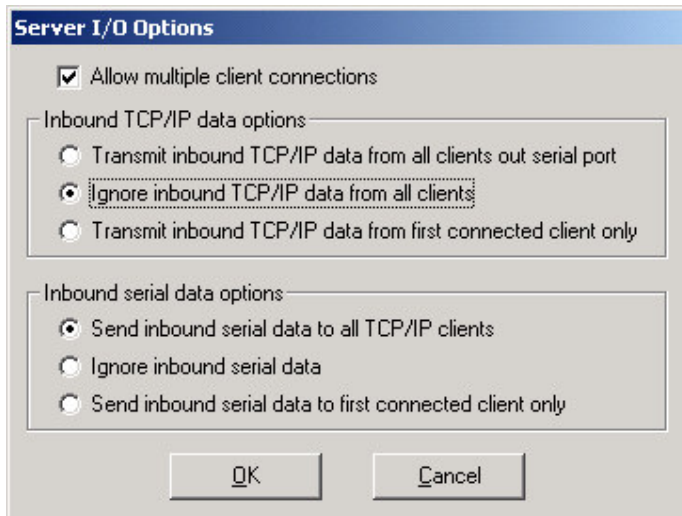 Server I/O Options
Allow multiple client connections
Inbound TCP/IP data options
Transmit inbound TCP/IP data from all clients out serial port
Ignore inbound TCP/IP data from all clients
Transmit inbound TCP/IP data from first connected client only
Inbound serial data options
Send inbound serial data to all TCP/IP clients
Ignore inbound serial data
Send inbound serial data to first connected client only
OK Cancel